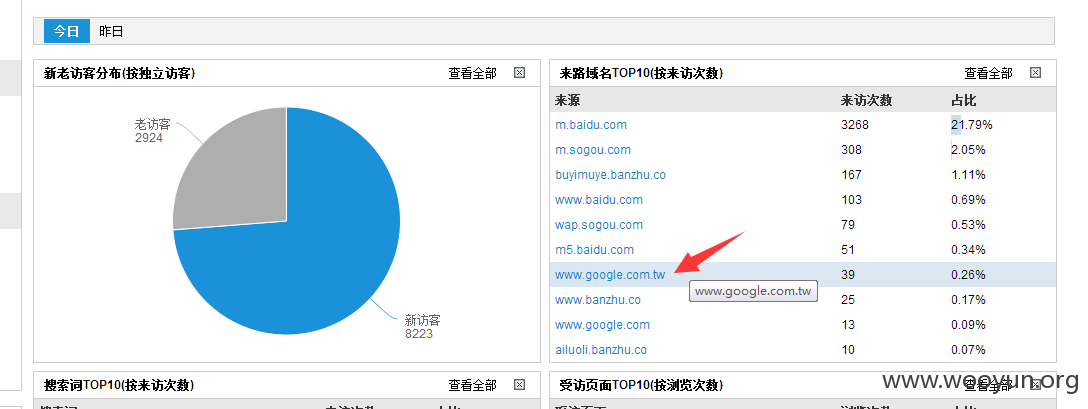 今日 昨日
新老访客分布(按独立访客) 查看全部
老访客
2924
新访客
8223
来路域名TOP10(按来访次数) 查看全部
来源 来访次数 占比
m.baidu.com 3268 21.79%
m.sogou.com 308 2.05%
buyimuye.banzhu.co 167 1.11%
www.baidu.com 103 0.69%
wap.sogou.com 79 0.53%
m5.baidu.com 51 0.34%
www.google.com.tw 39 0.26%
www.google.com.tw
www.banzhu.co 25 0.17%
www.google.com 13 0.09%
ailuoli.banzhu.co 10 0.07%
搜索词TOP10(按来访次数) 查看全部
受访页面TOP10(按浏览次数) 查看全部
www.wooyun.org